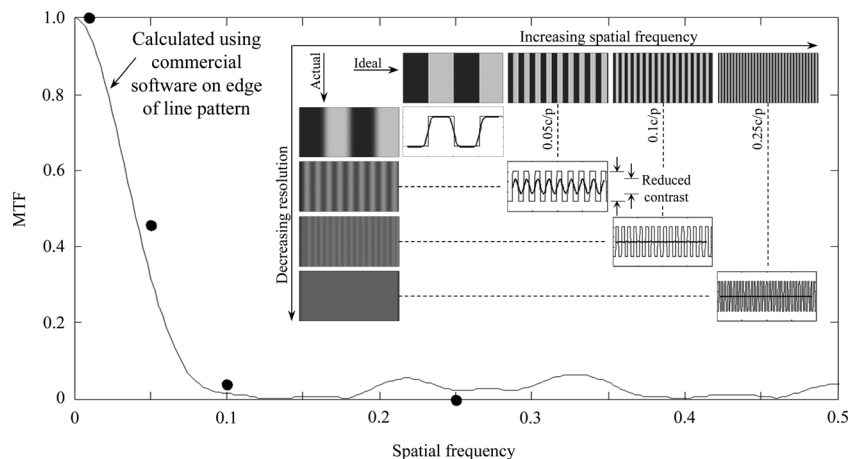 1.0
0.8
0.6
0.4
0.2
0
MTF
Calculated using
commercial
software on edge
of line pattern
Increasing spatial frequency
Ideal
Actual
0.05c/p
0.1c/p
0.25c/p
Decreasing resolution
Reduced
contrast
0
0.1
0.2
0.3
0.4
0.5
Spatial frequency